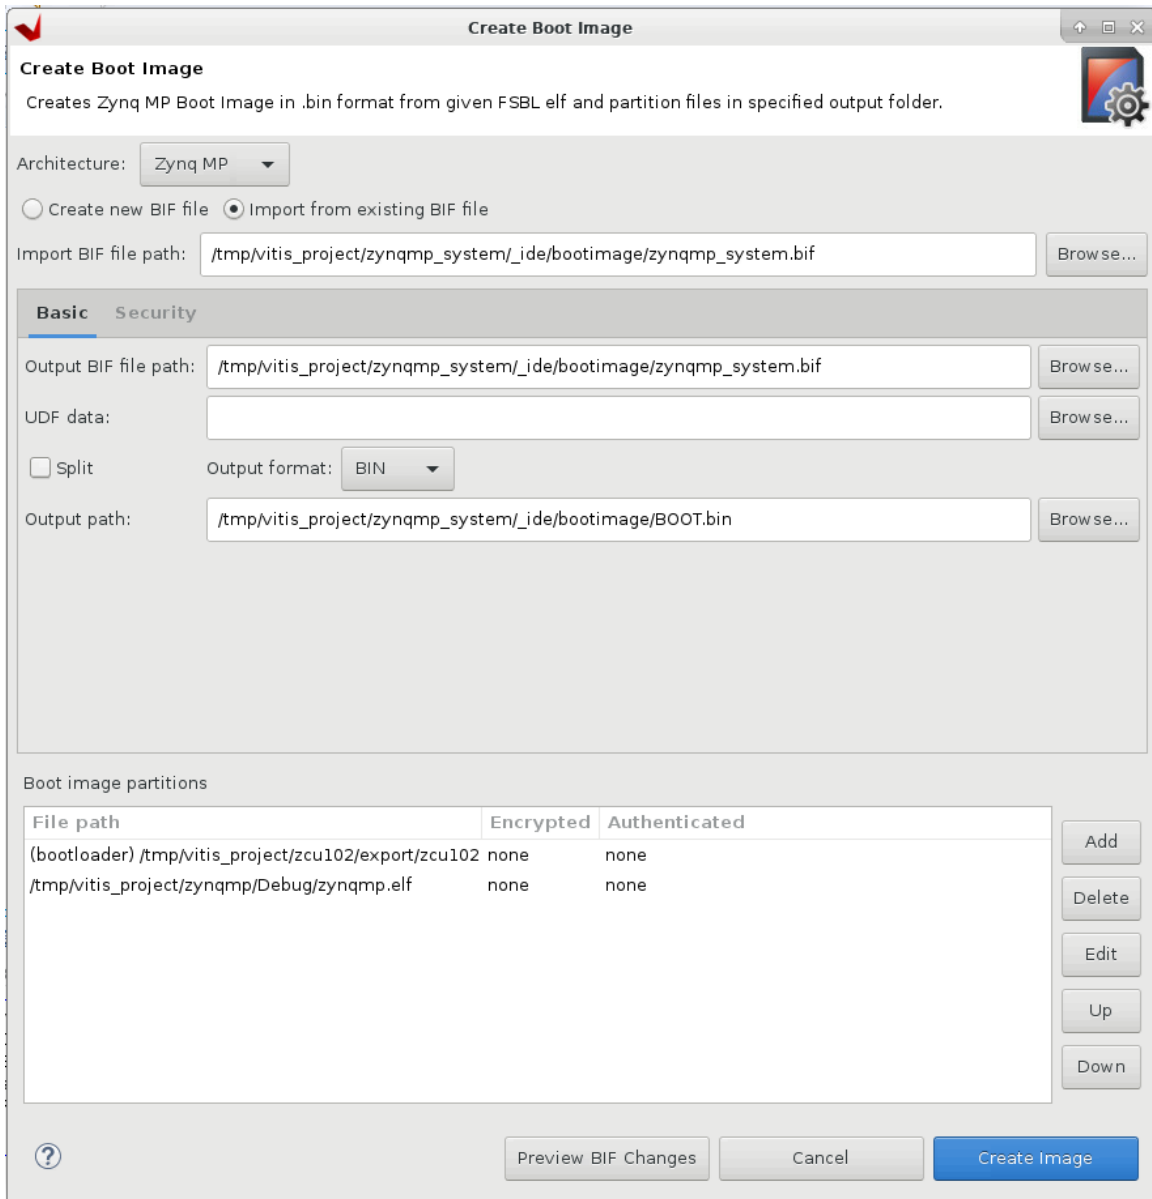 Create Boot Image
Create Boot Image
Creates Zynq MP Boot Image in .bin format from given FSBL elf and partition files in specified output folder.
Architecture: Zynq MP
Create new BIF file Import from existing BIF file
Import BIF file path: /tmp/vitis_project/zynqmp_system/_ide/bootimage/zynqmp_system.bif Browse...
Basic Security
Output BIF file path: /tmp/vitis_project/zynqmp_system/_ide/bootimage/zynqmp_system.bif Browse...
UDF data: Browse...
Split Output format: BIN
Output path: /tmp/vitis_project/zynqmp_system/_ide/bootimage/BOOT.bin Browse...
Boot image partitions
File path Encrypted Authenticated
Add
(bootloader) /tmp/vitis_project/zcu102/export/zcu102 none none
/tmp/vitis_project/zynqmp/Debug/zynqmp.elf none none
Delete
Edit
Up
Down
? Preview BIF Changes Cancel Create Image